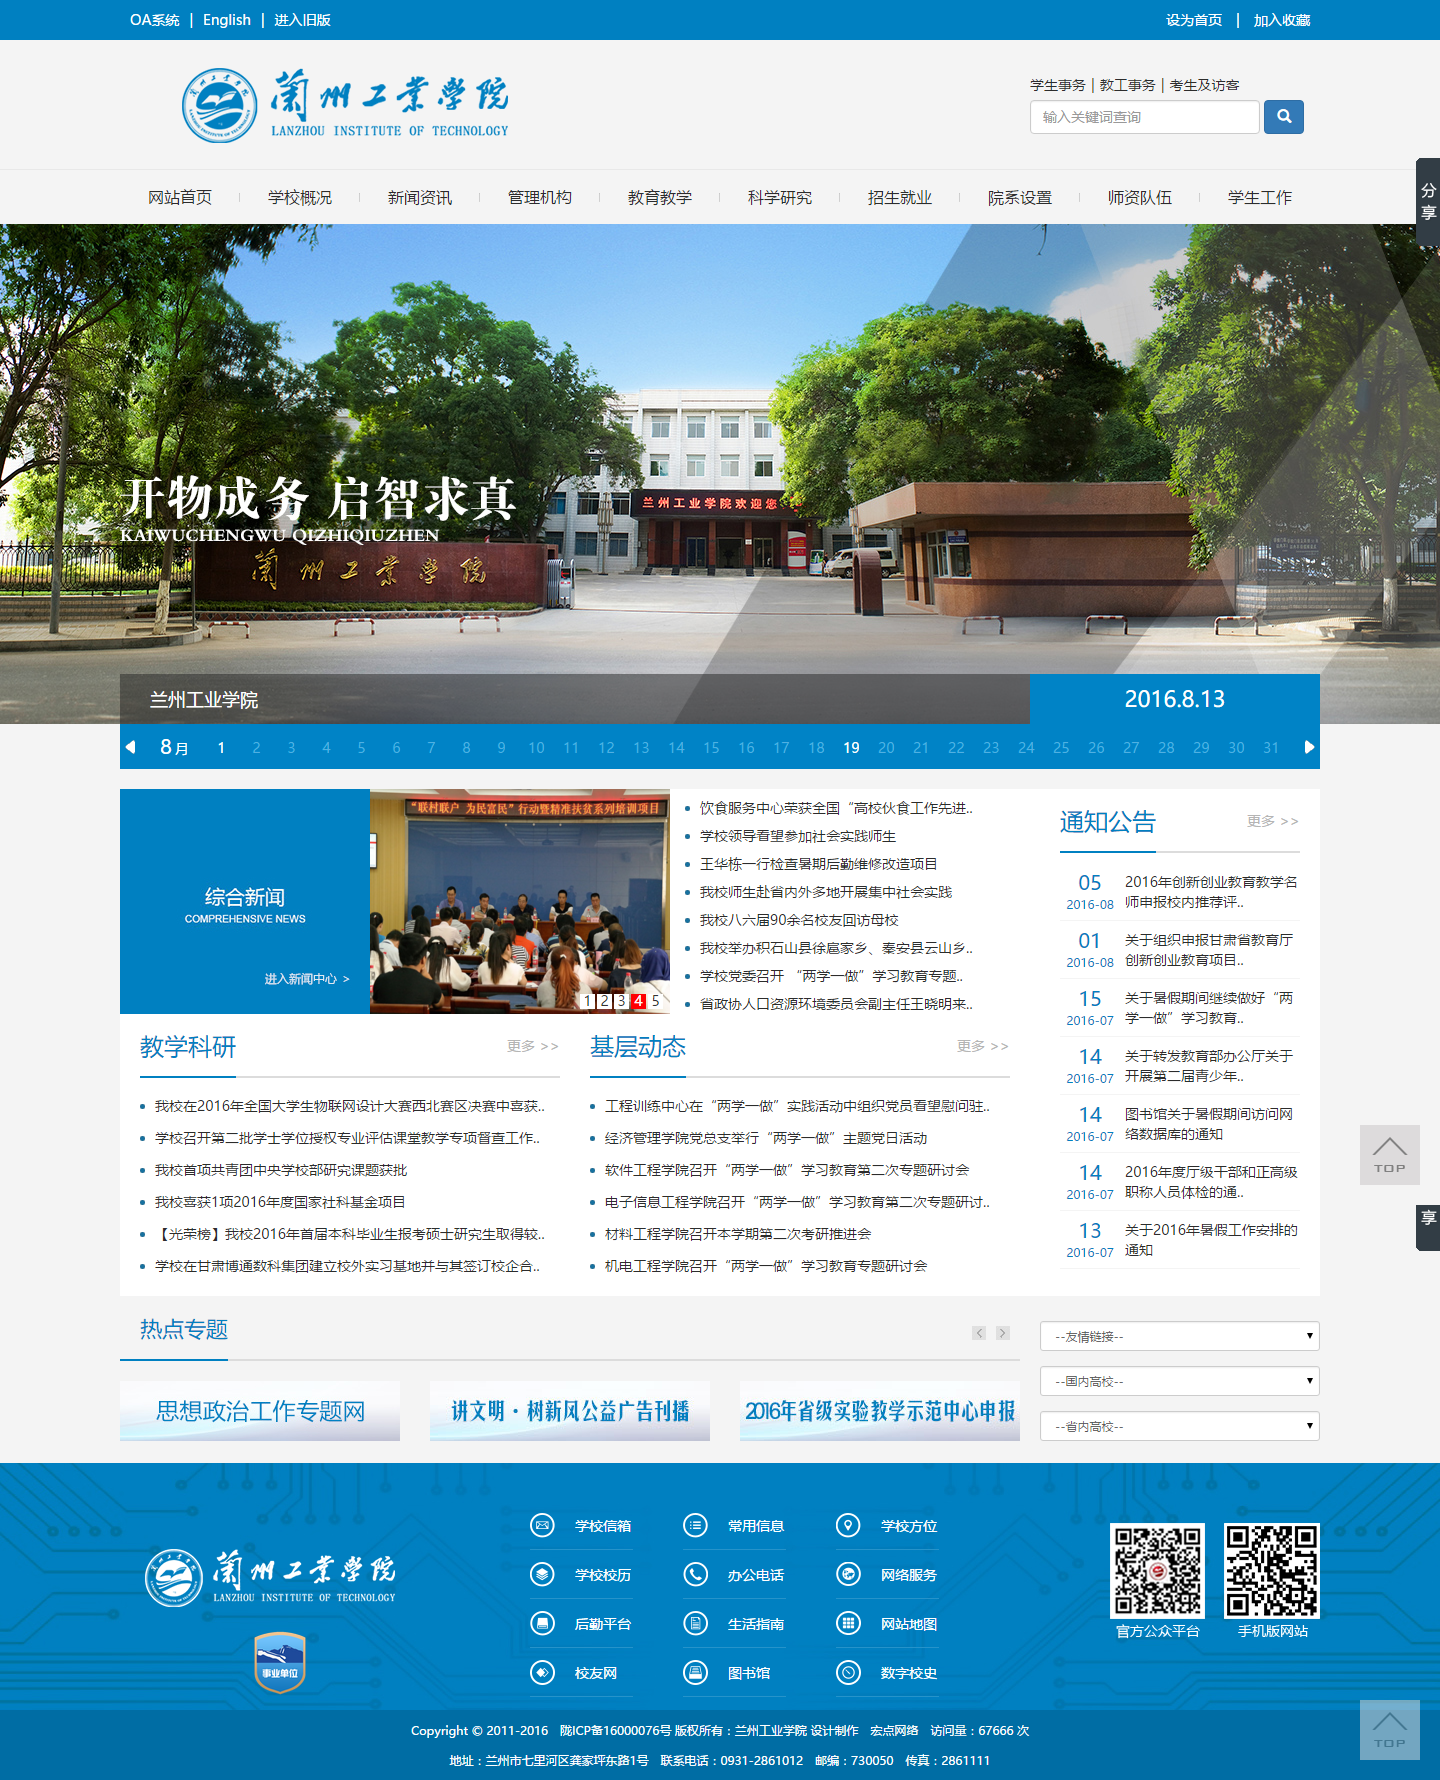 OA系统 | English | 进入旧版
设为首页 | 加入收藏
兰州工业学院
LANZHOU INSTITUTE OF TECHNOLOGY
学生事务 | 教工事务 | 考生及访客
输入关键词查询
网站首页 学校概况 新闻资讯 管理机构 教育教学 科学研究 招生就业 院系设置 师资队伍 学生工作
分享
兰州工业学院欢迎您
开物成务 启智求真
KAIWUCHENGWU QIZHIQIUZHEN
兰州工业学院
兰州工业学院
2016.8.13
8月 1 2 3 4 5 6 7 8 9 10 11 12 13 14 15 16 17 18 19 20 21 22 23 24 25 26 27 28 29 30 31
综合新闻
COMPREHENSIVE NEWS
进入新闻中心 >
“联村联户 为民富民”行动暨精准扶贫系列培训项目
1 2 3 4 5
饮食服务中心荣获全国“高校伙食工作先进..
学校领导看望参加社会实践师生
王华栋一行检查暑期后勤维修改造项目
我校师生赴省内外多地开展集中社会实践
我校八六届90余名校友回访母校
我校举办积石山县徐扈家乡、秦安县云山乡..
学校党委召开 “两学一做”学习教育专题..
省政协人口资源环境委员会副主任王晓明来..
通知公告
更多 >>
05
2016-08
2016年创新创业教育教学名
师申报校内推荐评..
01
2016-08
关于组织申报甘肃省教育厅
创新创业教育项目..
15
2016-07
关于暑假期间继续做好“两
学一做”学习教育..
14
2016-07
关于转发教育部办公厅关于
开展第二届青少年..
14
2016-07
图书馆关于暑假期间访问网
络数据库的通知
14
2016-07
2016年度厅级干部和正高级
职称人员体检的通..
13
2016-07
关于2016年暑假工作安排的
通知
教学科研
更多 >>
我校在2016年全国大学生物联网设计大赛西北赛区决赛中喜获..
学校召开第二批学士学位授权专业评估课堂教学专项督查工作..
我校首项共青团中央学校部研究课题获批
我校喜获1项2016年度国家社科基金项目
【光荣榜】我校2016年首届本科毕业生报考硕士研究生取得较..
学校在甘肃博通数科集团建立校外实习基地并与其签订校企合..
基层动态
更多 >>
工程训练中心在“两学一做”实践活动中组织党员看望慰问驻..
经济管理学院党总支举行“两学一做”主题党日活动
软件工程学院召开“两学一做”学习教育第二次专题研讨会
电子信息工程学院召开“两学一做”学习教育第二次专题研讨..
材料工程学院召开本学期第二次考研推进会
机电工程学院召开“两学一做”学习教育专题研讨会
TOP
享
热点专题
思想政治工作专题网
讲文明·树新风公益广告刊播
2016年省级实验教学示范中心申报
--友情链接--
--国内高校--
--省内高校--
兰州工业学院
LANZHOU INSTITUTE OF TECHNOLOGY
事业单位
学校信箱 常用信息 学校方位
学校校历 办公电话 网络服务
后勤平台 生活指南 网站地图
校友网 图书馆 数字校史
官方公众平台
手机版网站
TOP
Copyright © 2011-2016 陇ICP备16000076号 版权所有：兰州工业学院 设计制作 宏点网络 访问量：67666 次
地址：兰州市七里河区龚家坪东路1号 联系电话：0931-2861012 邮编：730050 传真：2861111